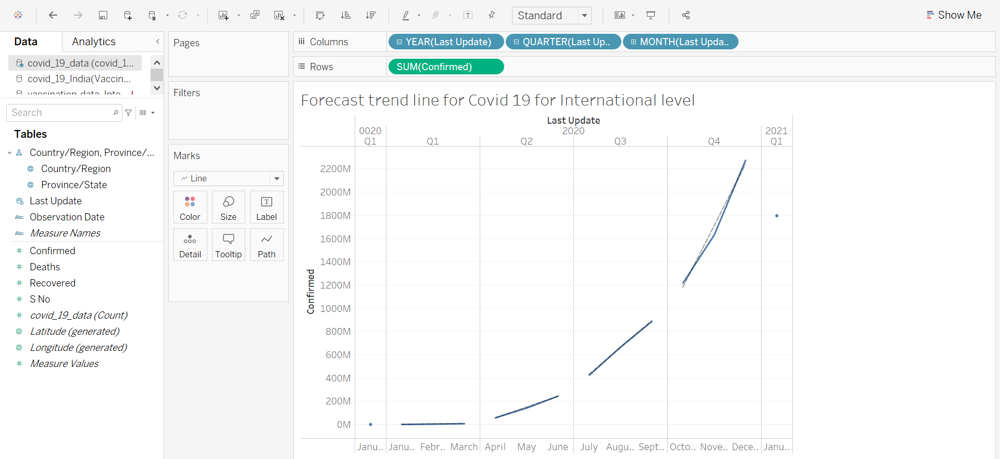 Standard
Show Me
Data
Analytics
covid_19_data (covid_1...
covid_19_India(Vaccin...
vaccination_data_Inte...
Search
Tables
Country/Region, Province/...
Country/Region
Province/State
Last Update
Abc Observation Date
Abc Measure Names
Confirmed
Deaths
Recovered
S No
covid_19_data (Count)
Latitude (generated)
Longitude (generated)
Measure Values
Pages
Filters
Marks
Line
Color Size Label
Detail Tooltip Path
Columns
YEAR(Last Update) QUARTER(Last Up.. MONTH(Last Upda..
Rows
SUM(Confirmed)
Forecast trend line for Covid 19 for International level
Last Update
0020 2020 2021
Q1 Q1 Q2 Q3 Q4 Q1
Confirmed
2200M
2000M
1800M
1600M
1400M
1200M
1000M
800M
600M
400M
200M
0M
Janu.. Janu.. Febr.. March April May June July Augu.. Sept.. Octo.. Nove.. Dece.. Janu..